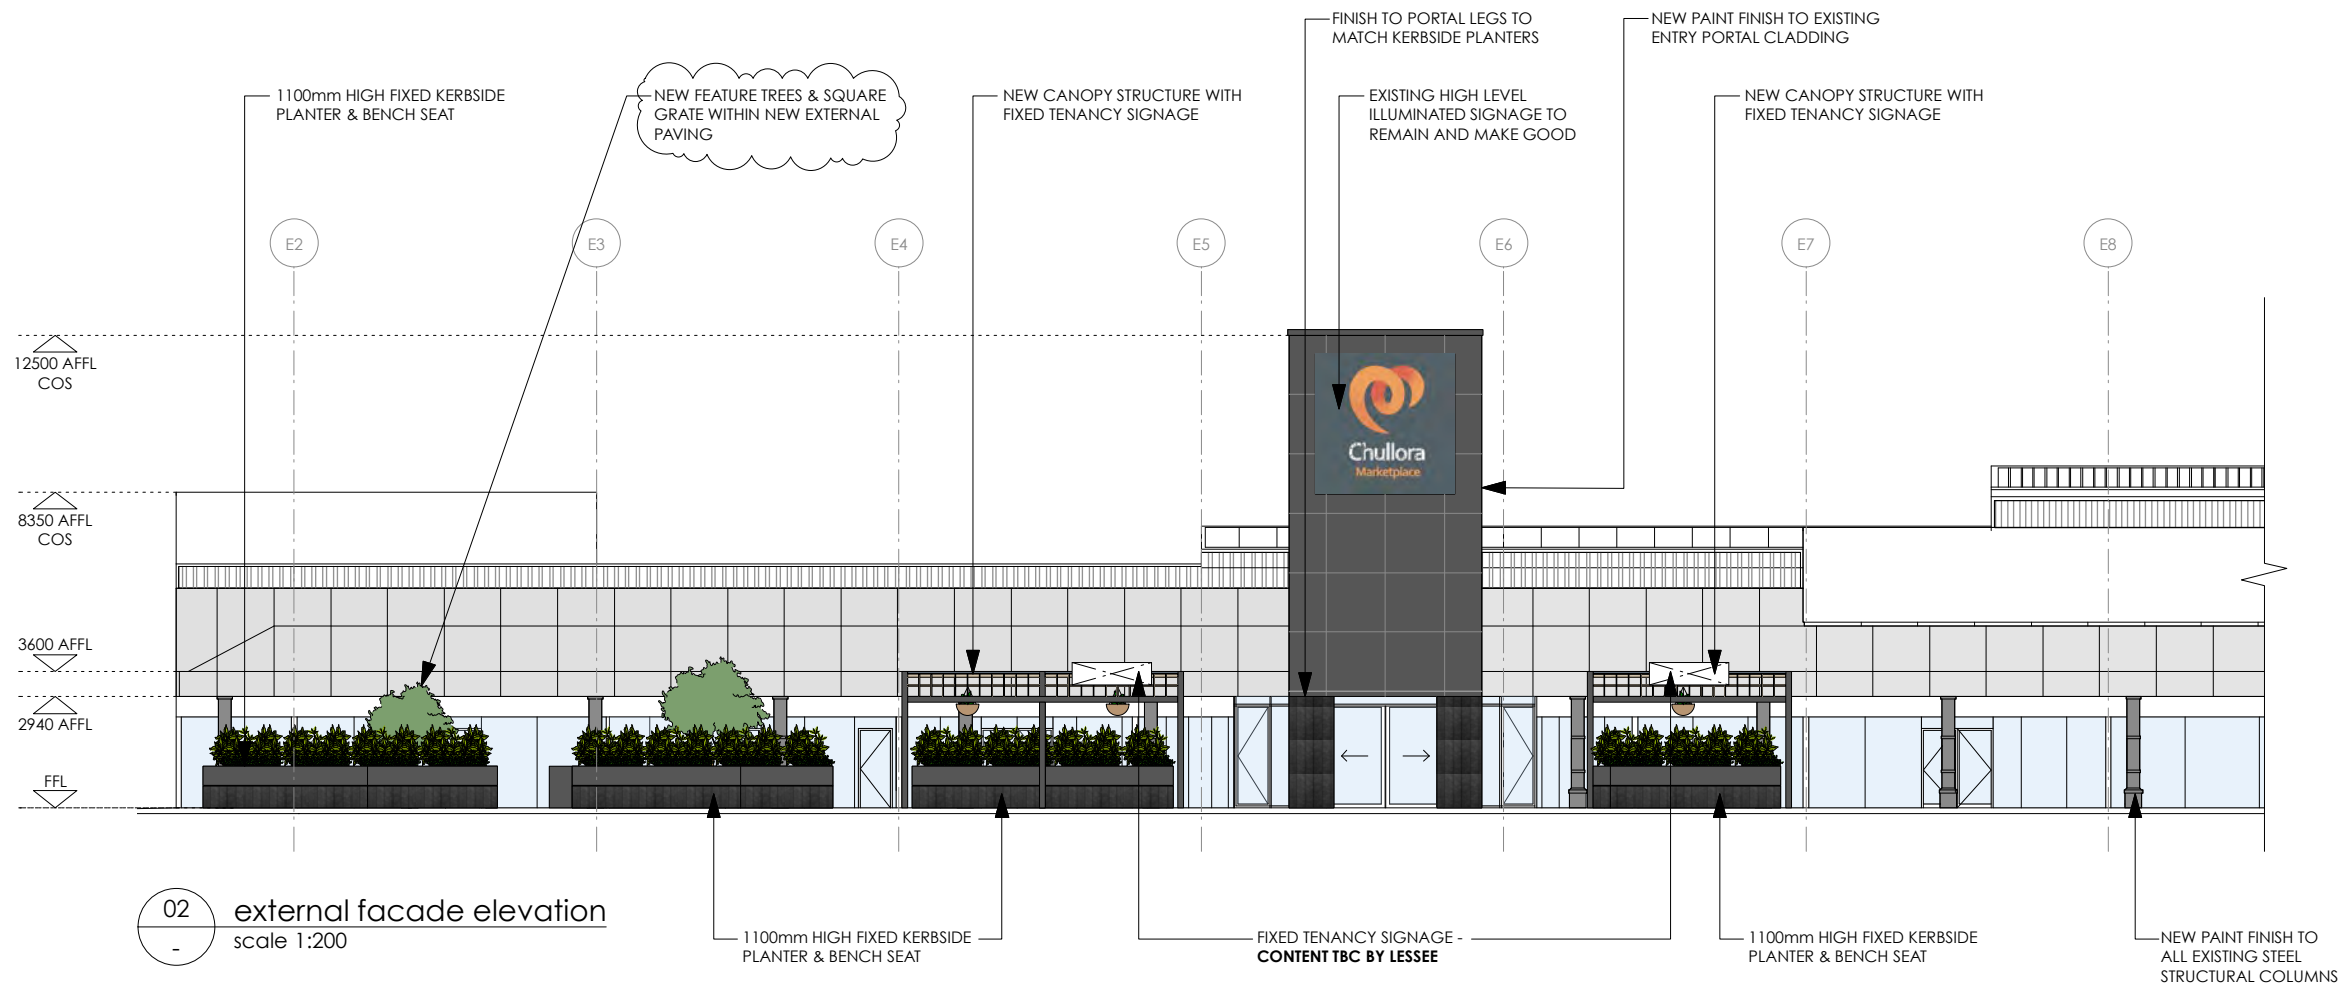 FINISH TO PORTAL LEGS TO
MATCH KERBSIDE PLANTERS
NEW PAINT FINISH TO EXISTING
ENTRY PORTAL CLADDING
1100mm HIGH FIXED KERBSIDE
PLANTER & BENCH SEAT
NEW FEATURE TREES & SQUARE
GRATE WITHIN NEW EXTERNAL
PAVING
NEW CANOPY STRUCTURE WITH
FIXED TENANCY SIGNAGE
EXISTING HIGH LEVEL
ILLUMINATED SIGNAGE TO
REMAIN AND MAKE GOOD
NEW CANOPY STRUCTURE WITH
FIXED TENANCY SIGNAGE
E2
E3
E4
E5
E6
E7
E8
12500 AFFL
COS
Chullora
Marketplace
8350 AFFL
COS
3600 AFFL
2940 AFFL
FFL
02
-
external facade elevation
scale 1:200
1100mm HIGH FIXED KERBSIDE
PLANTER & BENCH SEAT
FIXED TENANCY SIGNAGE -
CONTENT TBC BY LESSEE
1100mm HIGH FIXED KERBSIDE
PLANTER & BENCH SEAT
NEW PAINT FINISH TO
ALL EXISTING STEEL
STRUCTURAL COLUMNS